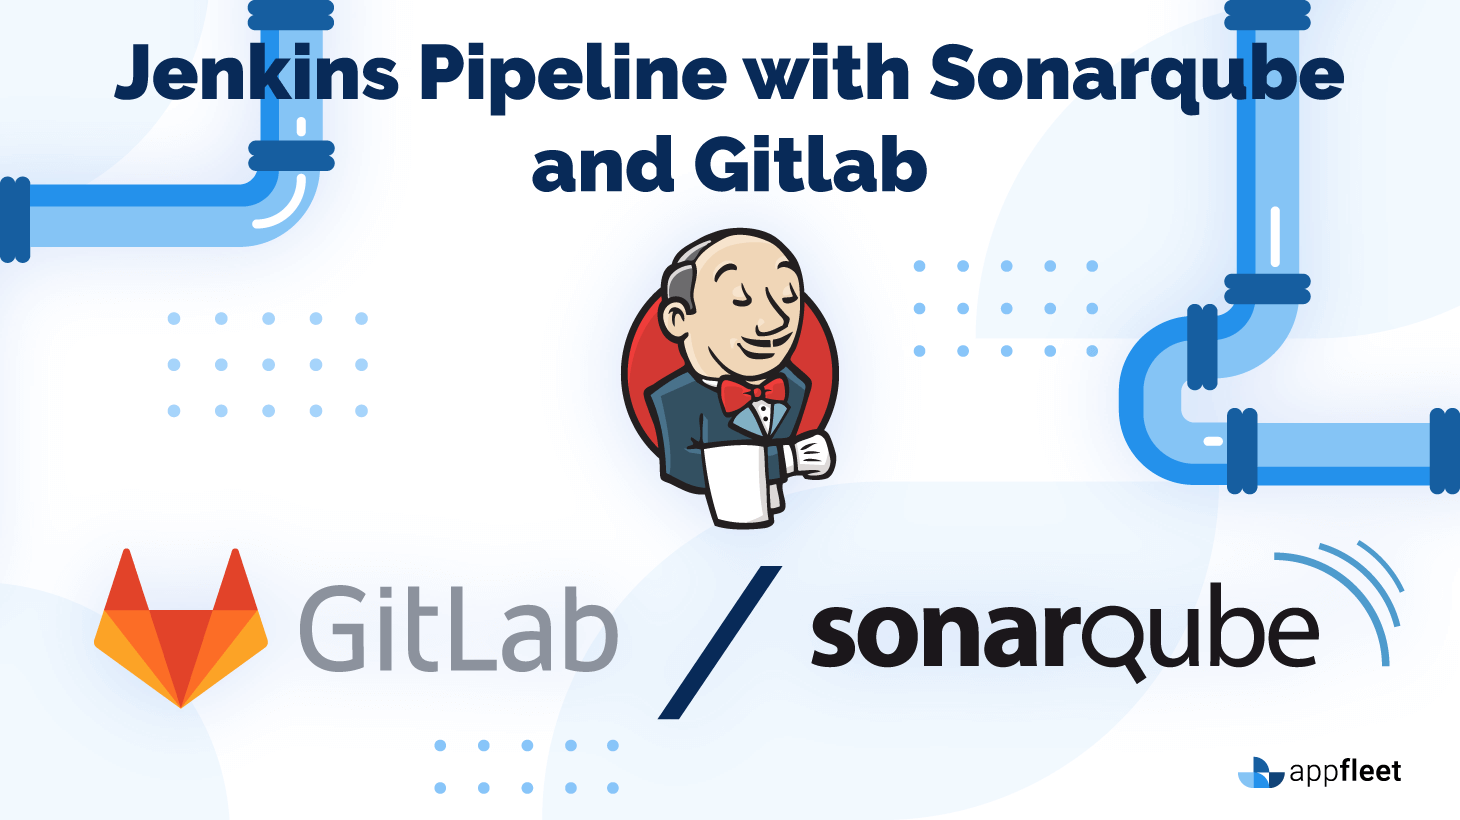 Jenkins Pipeline with Sonarqube
and Gitlab
GitLab
sonarqube
appfleet